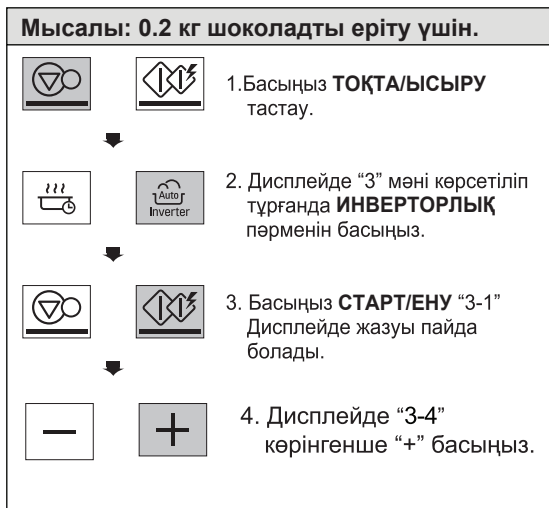 Мысалы: 0.2 кг шоколадты еріту үшін.
1.Басыңыз ТОҚТА/ЫСЫРУ
тастау.
Auto
Inverter
2. Дисплейде “3” мәні көрсетіліп
тұрғанда ИНВЕРТОРЛЫҚ
пәрменін басыңыз.
3. Басыңыз СТАРТ/ЕНУ “3-1”
Дисплейде жазуы пайда
болады.
4. Дисплейде “3-4”
көрінгенше “+” басыңыз.